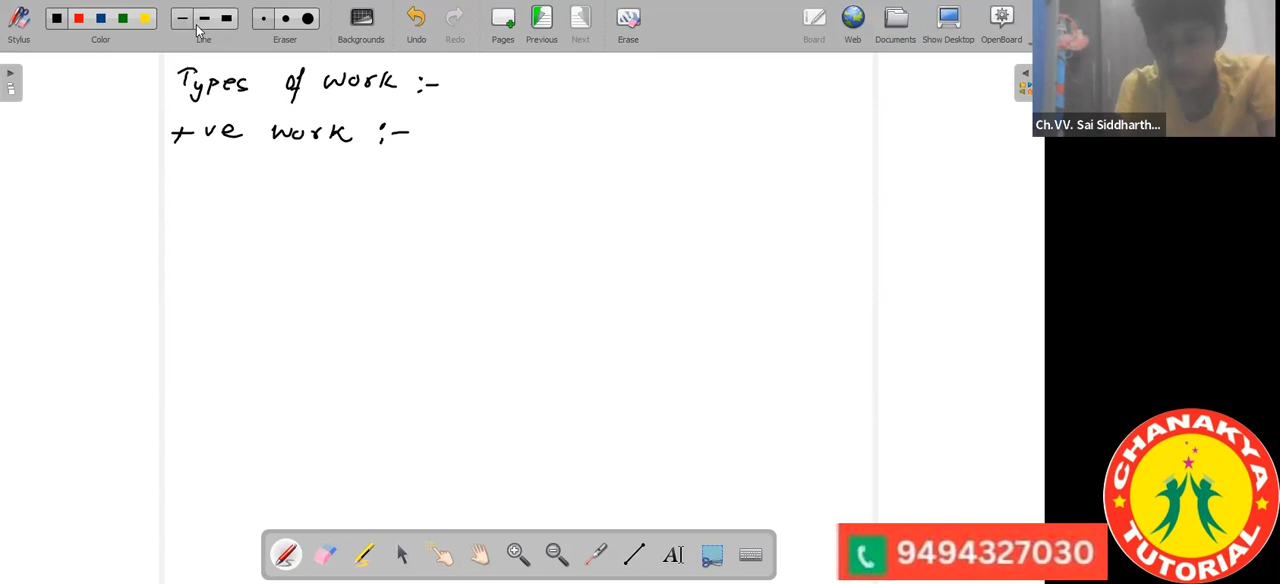 Stylus Color Line Eraser Backgrounds Undo Redo Pages Previous Next Erase Board Web Documents Show Desktop OpenBoard
Types of work :-
+ve work :-
Ch.VV. Sai Siddharth...
CHANAKYA
TUTORIAL
9494327030